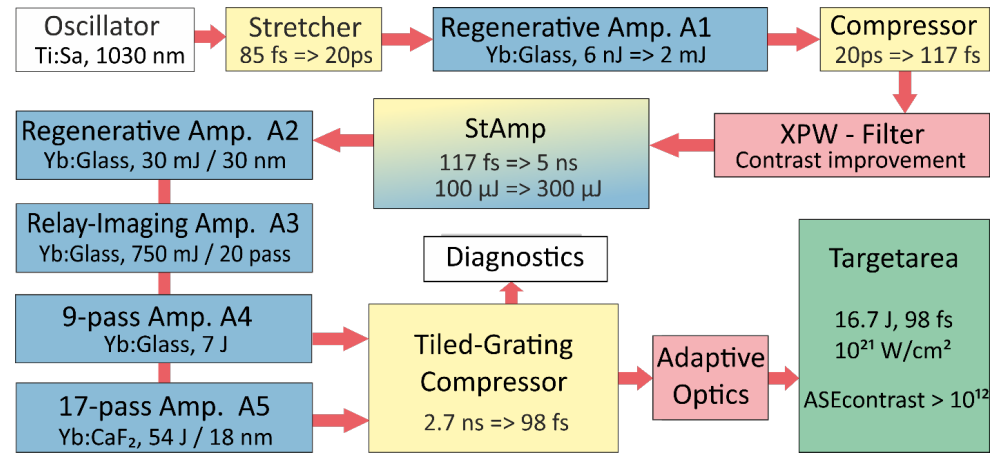 Oscillator
Ti:Sa, 1030 nm
Stretcher
85 fs => 20ps
Regenerative Amp. A1
Yb:Glass, 6 nJ => 2 mJ
Compressor
20ps => 117 fs
XPW - Filter
Contrast improvement
StAmp
117 fs => 5 ns
100 µJ => 300 µJ
Regenerative Amp. A2
Yb:Glass, 30 mJ / 30 nm
Relay-Imaging Amp. A3
Yb:Glass, 750 mJ / 20 pass
9-pass Amp. A4
Yb:Glass, 7 J
17-pass Amp. A5
Yb:CaF₂, 54 J / 18 nm
Diagnostics
Tiled-Grating
Compressor
2.7 ns => 98 fs
Adaptive
Optics
Targetarea
16.7 J, 98 fs
10²¹ W/cm²
ASEcontrast > 10¹²